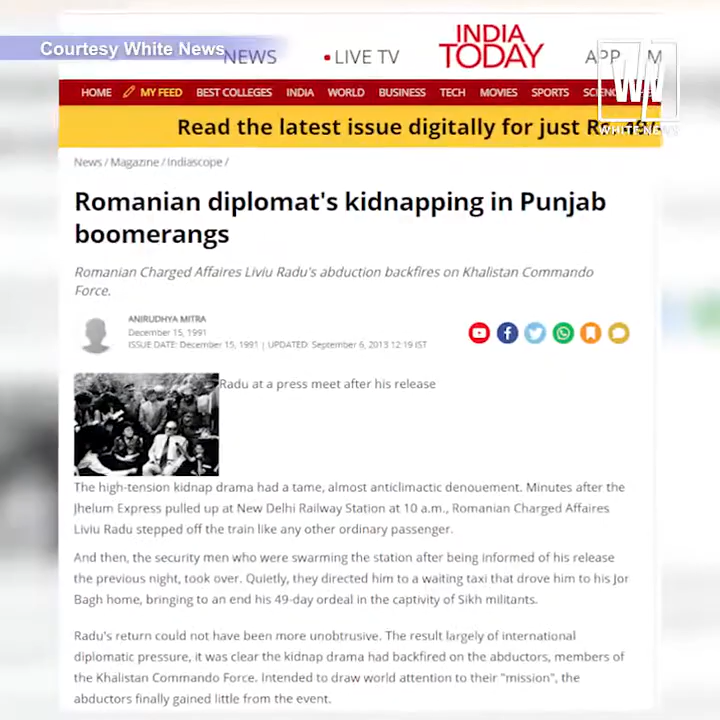 Courtesy White News
NEWS
LIVE TV
INDIA
TODAY
APP
M
WHITE NEWS
HOME MY FEED BEST COLLEGES INDIA WORLD BUSINESS TECH MOVIES SPORTS
Read the latest issue digitally for just Rs.
News / Magazine / Indiascope /
Romanian diplomat's kidnapping in Punjab
boomerangs
Romanian Charged Affaires Liviu Radu's abduction backfires on Khalistan Commando
Force.
ANIRUDHYA MITRA
December 15, 1991
ISSUE DATE: December 15, 1991 | UPDATED: September 6, 2013 12:19 IST
Radu at a press meet after his release
The high-tension kidnap drama had a tame, almost anticlimactic denouement. Minutes after the
Jhelum Express pulled up at New Delhi Railway Station at 10 a.m., Romanian Charged Affaires
Liviu Radu stepped off the train like any other ordinary passenger.
And then, the security men who were swarming the station after being informed of his release
the previous night, took over. Quietly, they directed him to a waiting taxi that drove him to his Jor
Bagh home, bringing to an end his 49-day ordeal in the captivity of Sikh militants.
Radu's return could not have been more unobtrusive. The result largely of international
diplomatic pressure, it was clear the kidnap drama had backfired on the abductors, members of
the Khalistan Commando Force. Intended to draw world attention to their "mission", the
abductors finally gained little from the event.